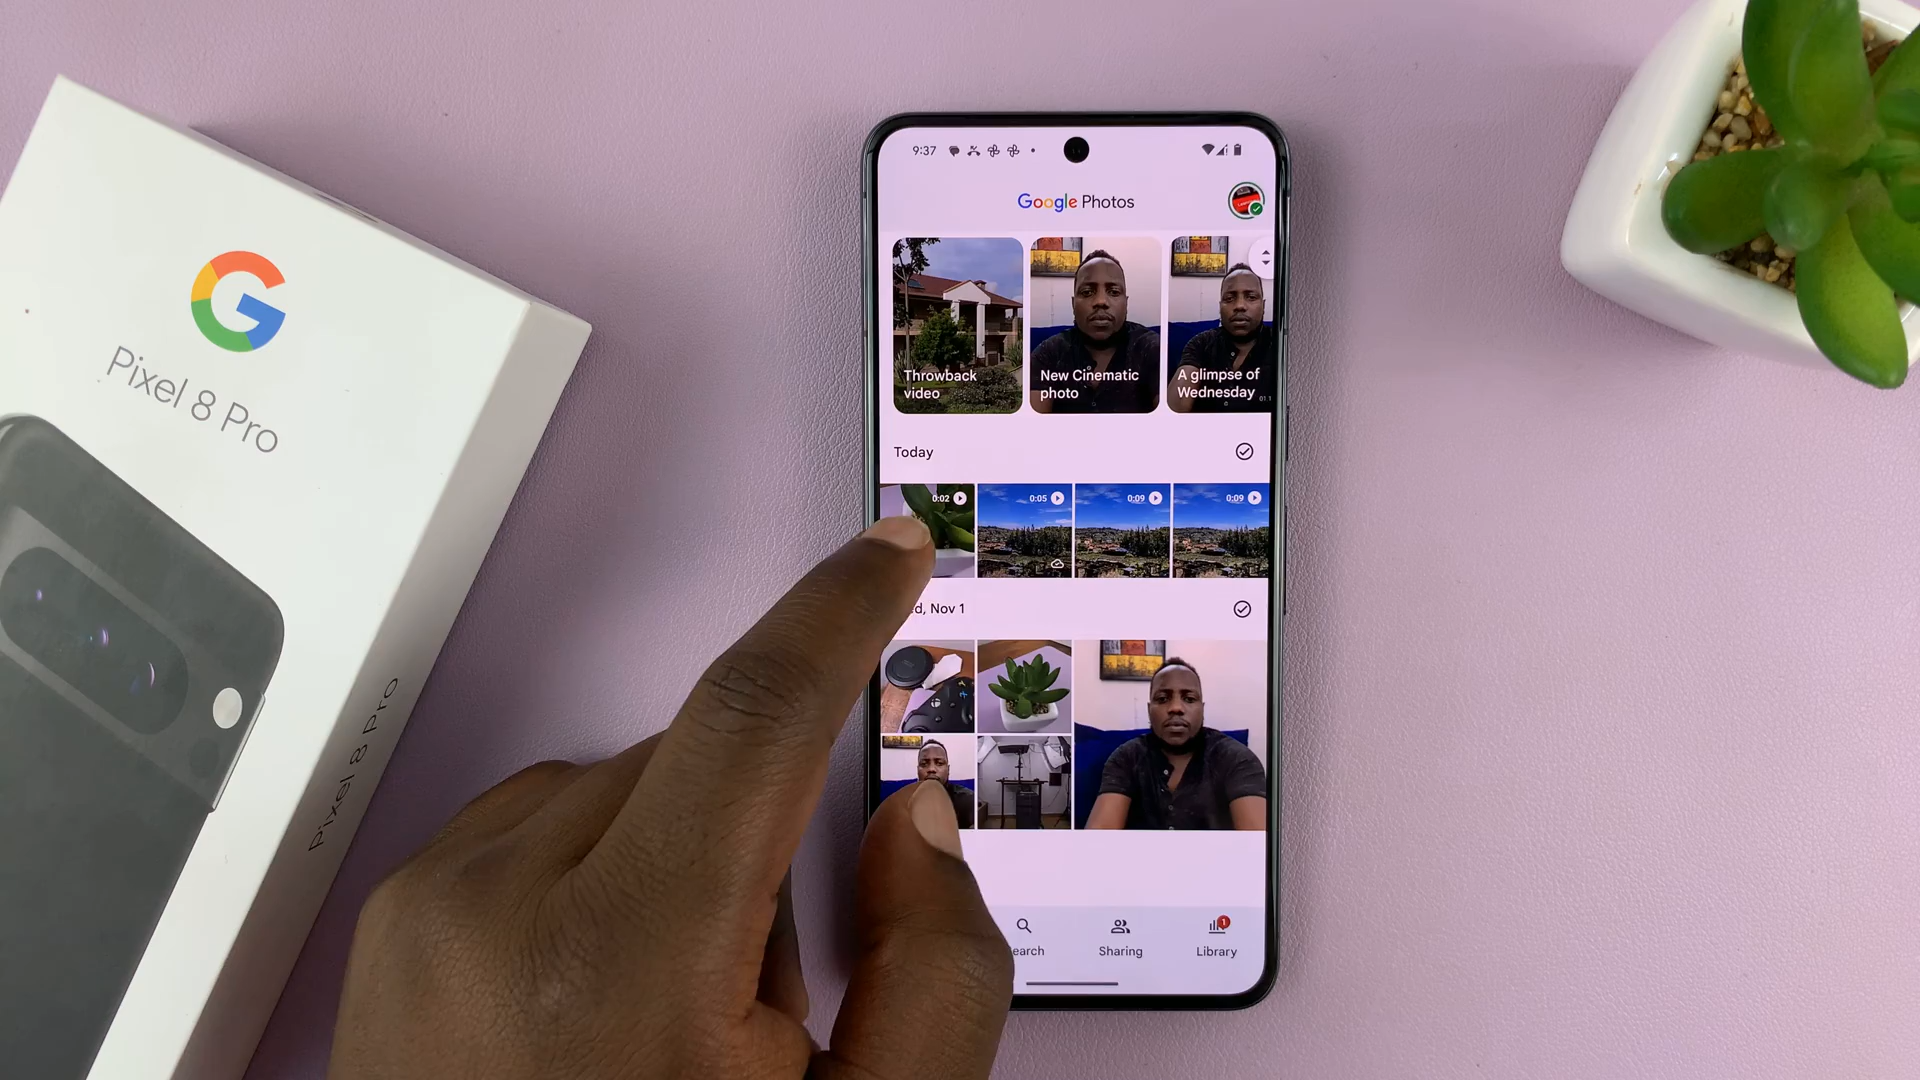 G
Pixel 8 Pro
Pixel 8 Pro
9:37
Google Photos
Throwback
video
New Cinematic
photo
A glimpse of
Wednesday
Today
0:02
0:05
0:09
0:09
d, Nov 1
earch
Sharing
1
Library